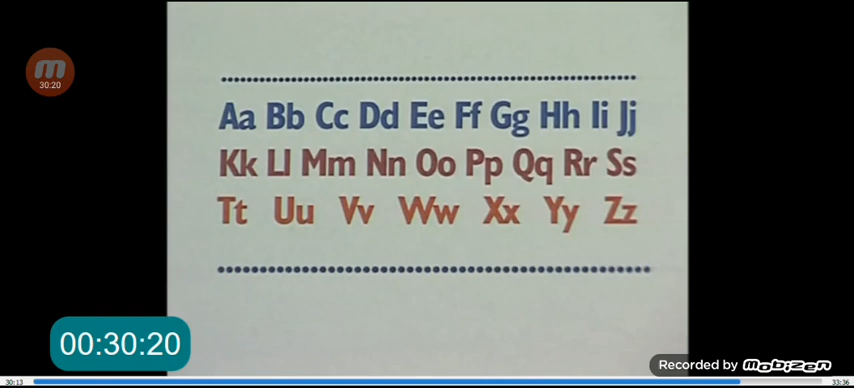 m
30:20
Aa Bb Cc Dd Ee Ff Gg Hh Ii Jj
Kk Ll Mm Nn Oo Pp Qq Rr Ss
Tt Uu Vv Ww Xx Yy Zz
00:30:20
Recorded by mobizen
30:13
33:36